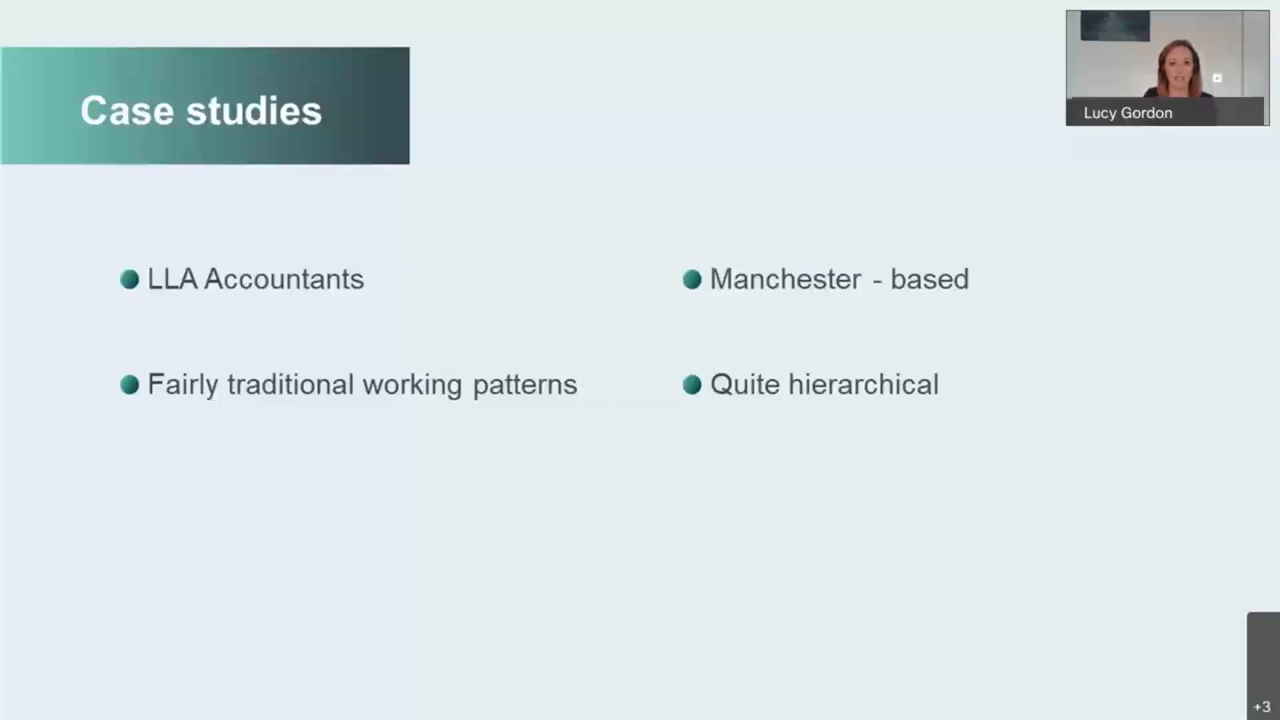 Case studies
Lucy Gordon
LLA Accountants
Manchester - based
Fairly traditional working patterns
Quite hierarchical
+3